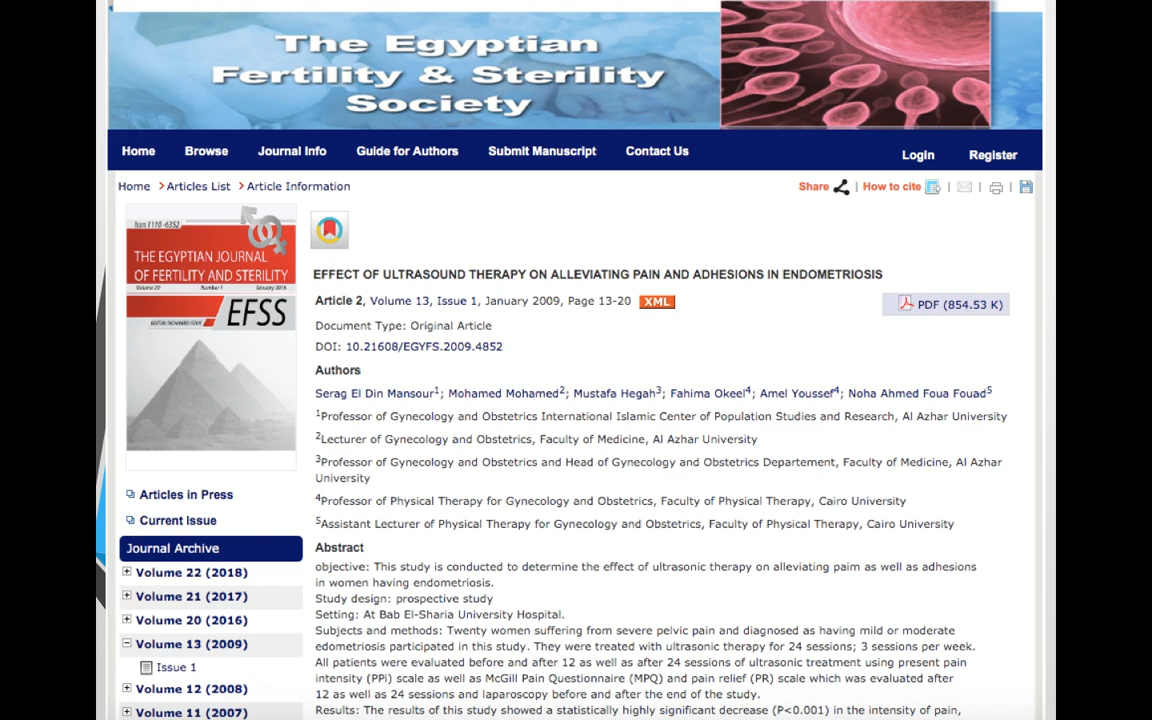 The Egyptian
Fertility & Sterility
Society
Home Browse Journal Info Guide for Authors Submit Manuscript Contact Us Login Register
Home Articles List Article Information
Share | How to cite | | |
Issn 1110-6352
THE EGYPTIAN JOURNAL
OF FERTILITY AND STERILITY
Volume 20 Number 1 January 2016
EFSS
EFFECT OF ULTRASOUND THERAPY ON ALLEVIATING PAIN AND ADHESIONS IN ENDOMETRIOSIS
Article 2, Volume 13, Issue 1, January 2009, Page 13-20 XML
PDF (854.53 K)
Document Type: Original Article
DOI: 10.21608/EGYFS.2009.4852
Authors
Serag El Din Mansour1; Mohamed Mohamed2; Mustafa Hegah3; Fahima Okeel4; Amel Youssef4; Noha Ahmed Foua Fouad5
1Professor of Gynecology and Obstetrics International Islamic Center of Population Studies and Research, Al Azhar University
2Lecturer of Gynecology and Obstetrics, Faculty of Medicine, Al Azhar University
3Professor of Gynecology and Obstetrics and Head of Gynecology and Obstetrics Departement, Faculty of Medicine, Al Azhar
University
4Professor of Physical Therapy for Gynecology and Obstetrics, Faculty of Physical Therapy, Cairo University
5Assistant Lecturer of Physical Therapy for Gynecology and Obstetrics, Faculty of Physical Therapy, Cairo University
Abstract
objective: This study is conducted to determine the effect of ultrasonic therapy on alleviating paim as well as adhesions
in women having endometriosis.
Study design: prospective study
Setting: At Bab El-Sharia University Hospital.
Subjects and methods: Twenty women suffering from severe pelvic pain and diagnosed as having mild or moderate
edometriosis participated in this study. They were treated with ultrasonic therapy for 24 sessions; 3 sessions per week.
All patients were evaluated before and after 12 as well as after 24 sessions of ultrasonic treatment using present pain
intensity (PPi) scale as well as McGill Pain Questionnaire (MPQ) and pain relief (PR) scale which was evaluated after
12 as well as 24 sessions and laparoscopy before and after the end of the study.
Results: The results of this study showed a statistically highly significant decrease (P<0.001) in the intensity of pain,
Articles in Press
Current Issue
Journal Archive
Volume 22 (2018)
Volume 21 (2017)
Volume 20 (2016)
Volume 13 (2009)
Issue 1
Volume 12 (2008)
Volume 11 (2007)